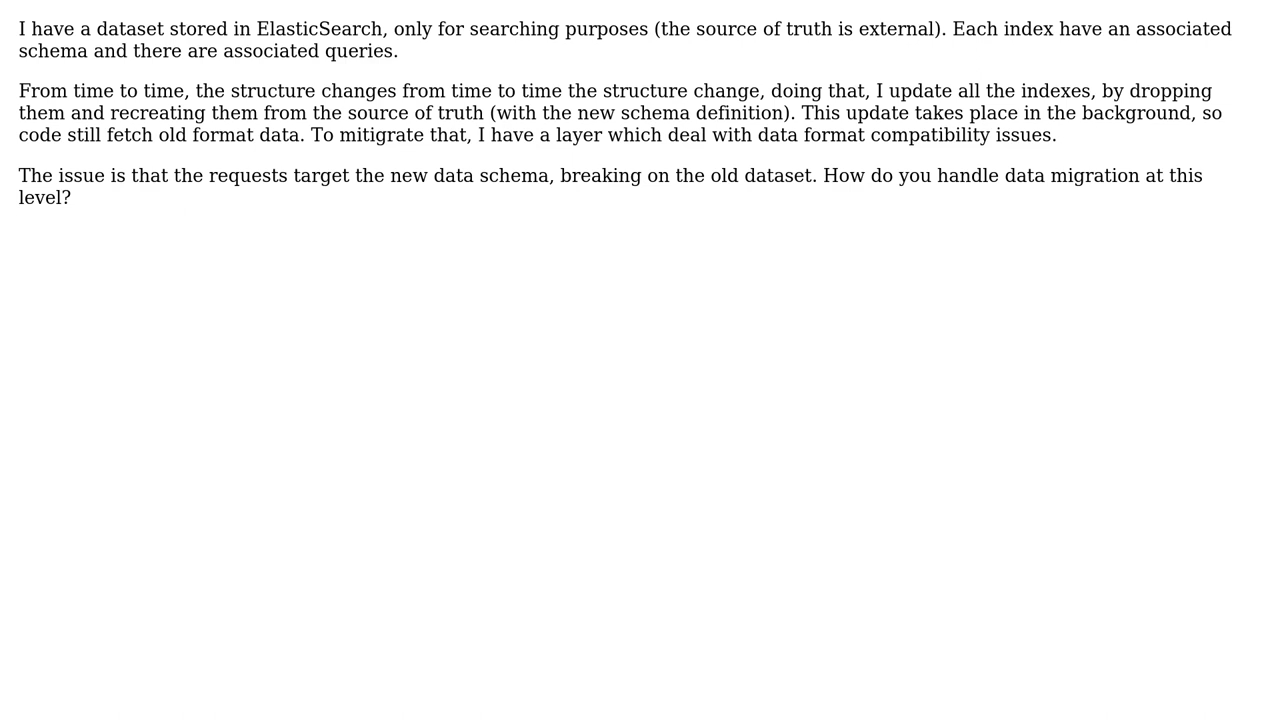 I have a dataset stored in ElasticSearch, only for searching purposes (the source of truth is external). Each index have an associated
schema and there are associated queries.
From time to time, the structure changes from time to time the structure change, doing that, I update all the indexes, by dropping
them and recreating them from the source of truth (with the new schema definition). This update takes place in the background, so
code still fetch old format data. To mitigrate that, I have a layer which deal with data format compatibility issues.
The issue is that the requests target the new data schema, breaking on the old dataset. How do you handle data migration at this
level?